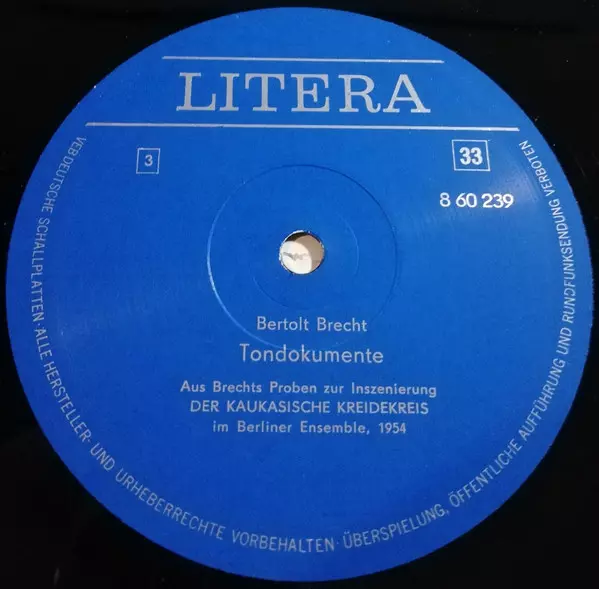 LITERA
3
33
8 60 239
Bertolt Brecht
Tondokumente
Aus Brechts Proben zur Inszenierung
DER KAUKASISCHE KREIDEKREIS
im Berliner Ensemble, 1954
VEB DEUTSCHE SCHALLPLATTEN · ALLE HERSTELLER- UND URHEBERRECHTE VORBEHALTEN · ÜBERSPIELUNG, ÖFFENTLICHE AUFFÜHRUNG UND RUNDFUNKSENDUNG VERBOTEN